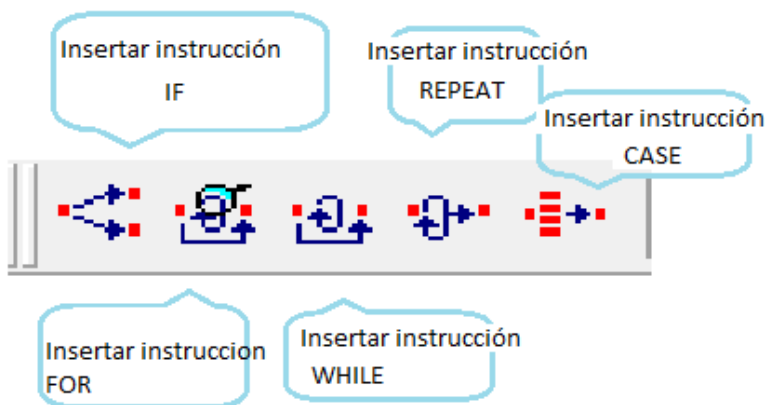 Insertar instrucción
IF
Insertar instrucción
REPEAT
Insertar instrucción
CASE
Insertar instruccion
FOR
Insertar instrucción
WHILE